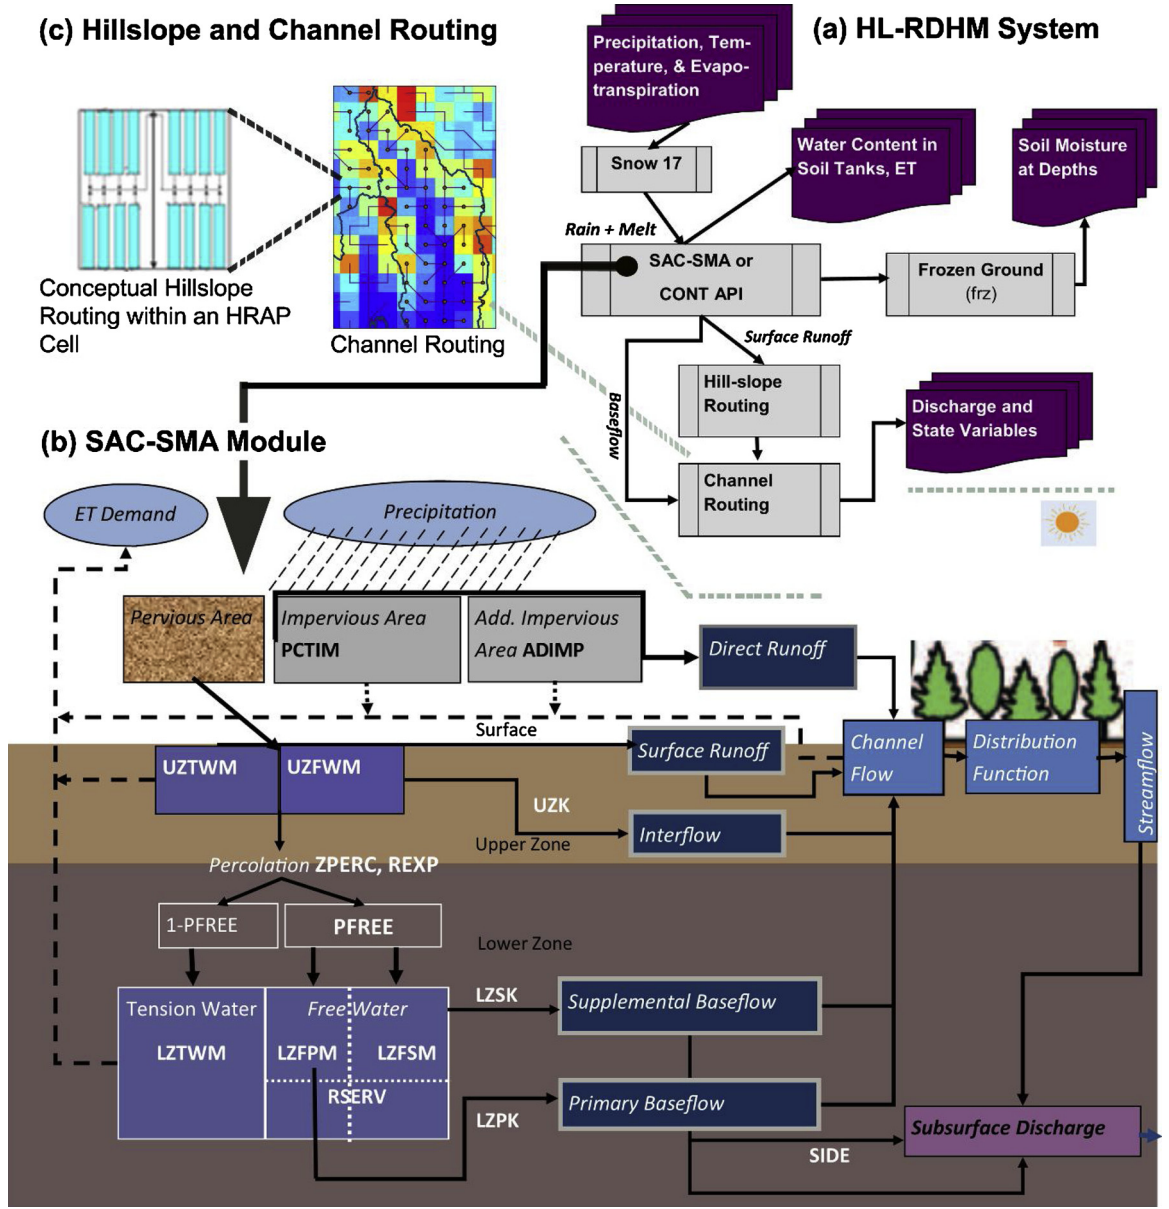 (c) Hillslope and Channel Routing
(a) HL-RDHM System
Precipitation, Tem-
perature, & Evapo-
transpiration
Snow 17
Water Content in
Soil Tanks, ET
Soil Moisture
at Depths
Rain + Melt
SAC-SMA or
CONT API
Frozen Ground
(frz)
Conceptual Hillslope
Routing within an HRAP
Cell
Channel Routing
Surface Runoff
Baseflow
Hill-slope
Routing
Discharge and
State Variables
Channel
Routing
(b) SAC-SMA Module
ET Demand
Precipitation
Pervious Area
Impervious Area
PCTIM
Add. Impervious
Area ADIMP
Direct Runoff
Surface
UZTWM
UZFWM
Surface Runoff
Channel
Flow
Distribution
Function
Streamflow
UZK
Upper Zone
Interflow
Percolation ZPERC, REXP
1-PFREE
PFREE
Lower Zone
Tension Water
LZTWM
Free Water
LZFPM
LZFSM
RSERV
LZSK
Supplemental Baseflow
LZPK
Primary Baseflow
SIDE
Subsurface Discharge